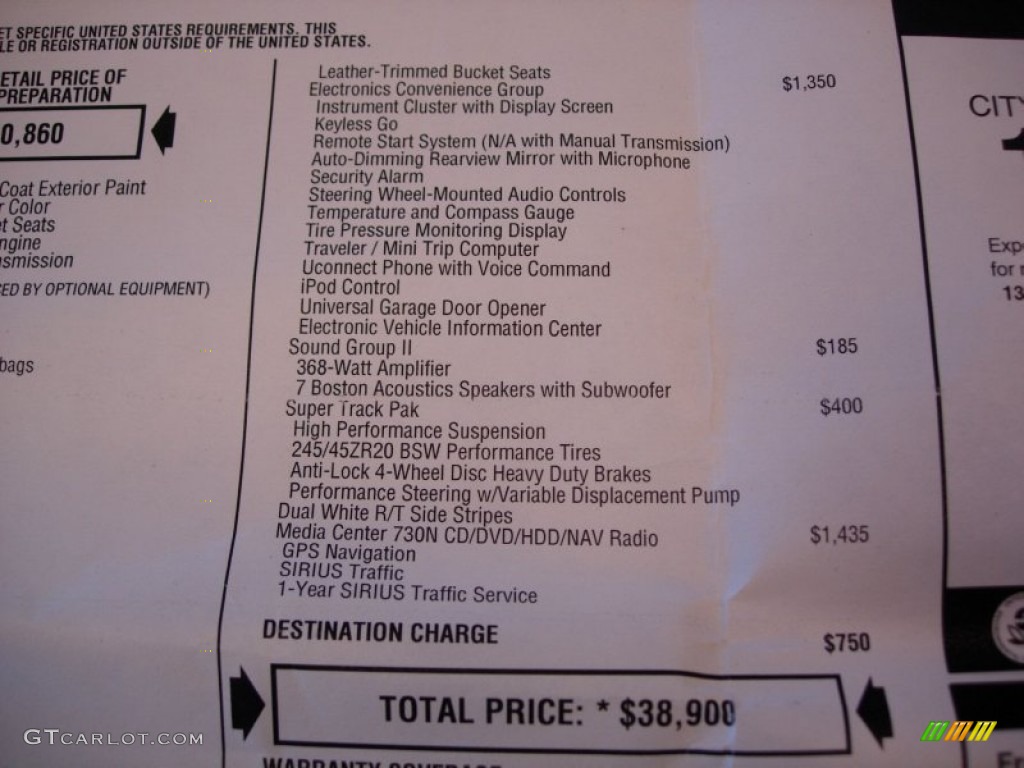 ET SPECIFIC UNITED STATES REQUIREMENTS. THIS
LE OR REGISTRATION OUTSIDE OF THE UNITED STATES.
ETAIL PRICE OF
PREPARATION
0,860
Coat Exterior Paint
r Color
et Seats
ngine
nsmission
CED BY OPTIONAL EQUIPMENT)
bags
Leather-Trimmed Bucket Seats
Electronics Convenience Group $1,350
Instrument Cluster with Display Screen
Keyless Go
Remote Start System (N/A with Manual Transmission)
Auto-Dimming Rearview Mirror with Microphone
Security Alarm
Steering Wheel-Mounted Audio Controls
Temperature and Compass Gauge
Tire Pressure Monitoring Display
Traveler / Mini Trip Computer
Uconnect Phone with Voice Command
iPod Control
Universal Garage Door Opener
Electronic Vehicle Information Center
Sound Group II $185
368-Watt Amplifier
7 Boston Acoustics Speakers with Subwoofer
Super Track Pak $400
High Performance Suspension
245/45ZR20 BSW Performance Tires
Anti-Lock 4-Wheel Disc Heavy Duty Brakes
Performance Steering w/Variable Displacement Pump
Dual White R/T Side Stripes
Media Center 730N CD/DVD/HDD/NAV Radio $1,435
GPS Navigation
SIRIUS Traffic
1-Year SIRIUS Traffic Service
DESTINATION CHARGE $750
TOTAL PRICE: * $38,900
CITY
Exp
for
13
GTCARLOT.COM